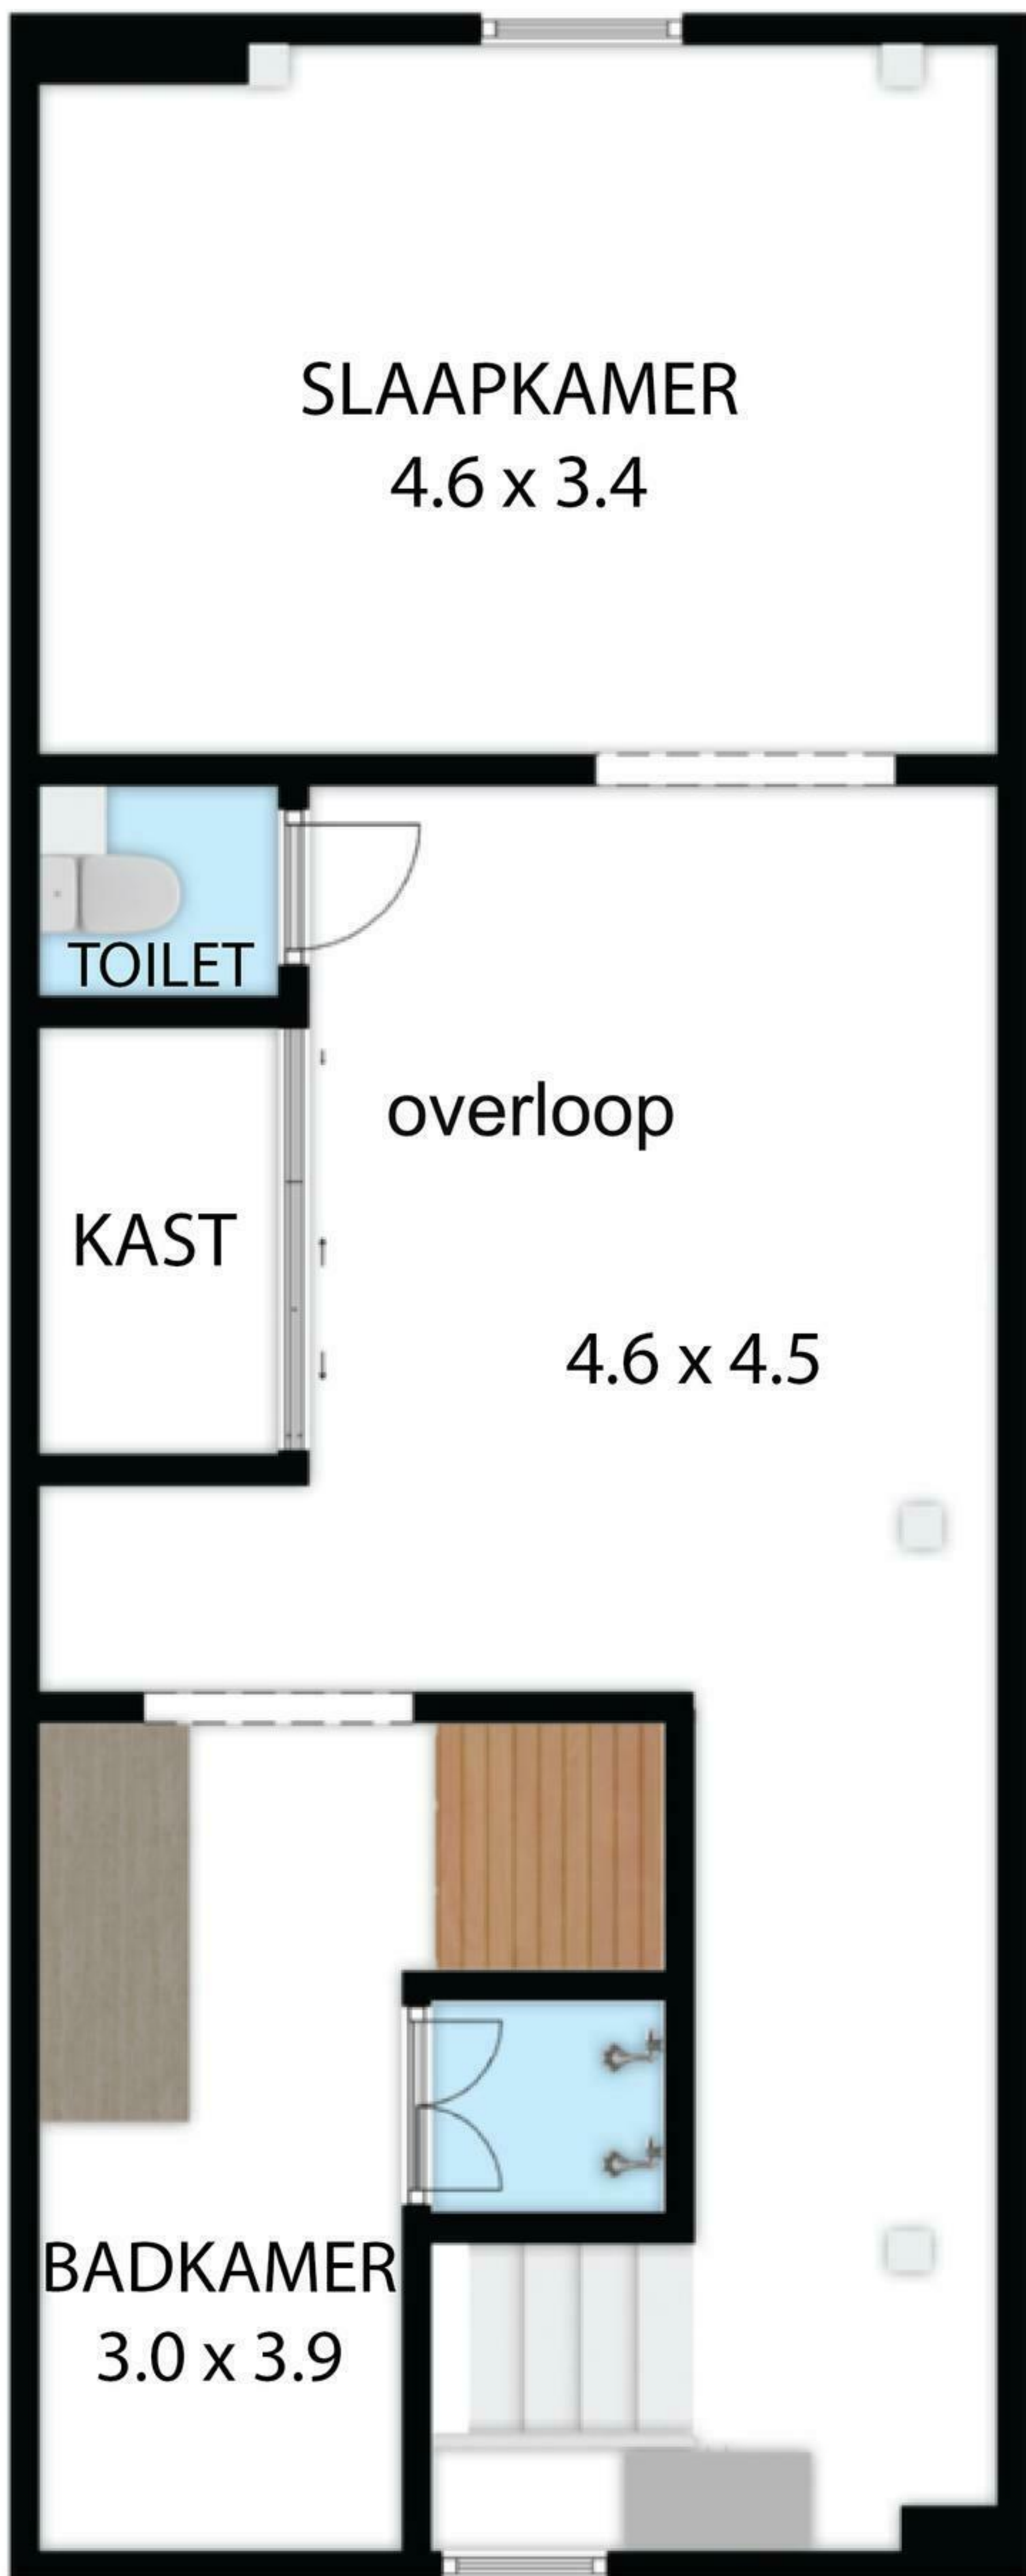 SLAAPKAMER
4.6 x 3.4
TOILET
overloop
KAST
4.6 x 4.5
BADKAMER
3.0 x 3.9